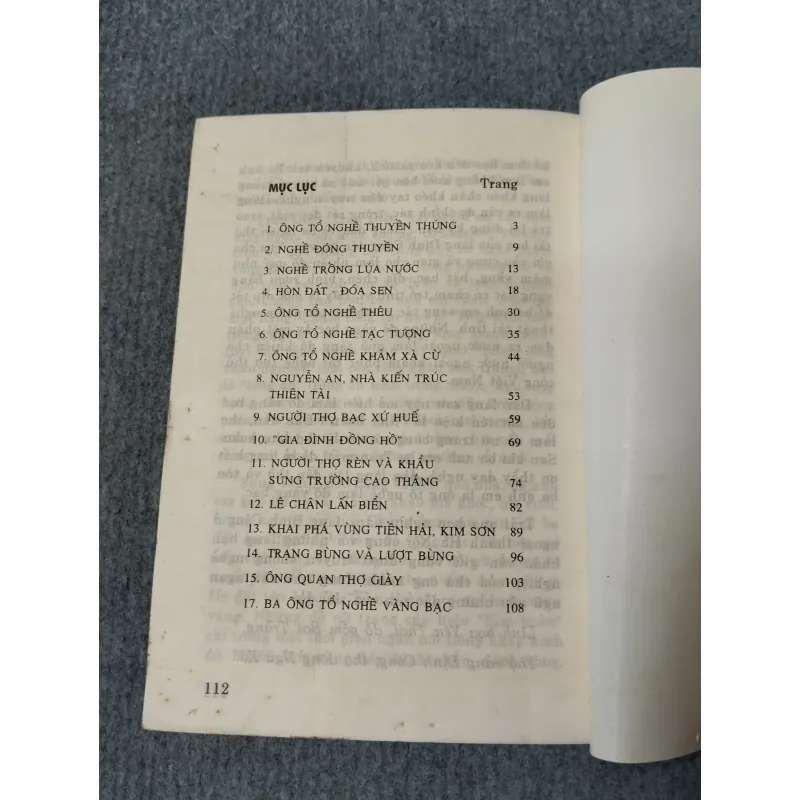 MỤC LỤC Trang
1. ÔNG TỔ NGHỀ THUYỀN THÚNG 3
2. NGHỀ ĐÓNG THUYỀN 9
3. NGHỀ TRỒNG LÚA NƯỚC 13
4. HÒN ĐẤT - ĐÓA SEN 18
5. ÔNG TỔ NGHỀ THÊU 30
6. ÔNG TỔ NGHỀ TẠC TƯỢNG 35
7. ÔNG TỔ NGHỀ KHẢM XÀ CỪ 44
8. NGUYỄN AN, NHÀ KIẾN TRÚC
THIÊN TÀI 53
9. NGƯỜI THỢ BẠC XỨ HUẾ 59
10. "GIA ĐÌNH ĐỒNG HỒ" 69
11. NGƯỜI THỢ RÈN VÀ KHẨU
SÚNG TRƯỜNG CAO THẮNG 74
12. LÊ CHÂN LẤN BIỂN 82
13. KHAI PHÁ VÙNG TIỀN HẢI, KIM SƠN 89
14. TRẠNG BÙNG VÀ LƯỢT BÙNG 96
15. ÔNG QUAN THỢ GIÀY 103
17. BA ÔNG TỔ NGHỀ VÀNG BẠC 108
112